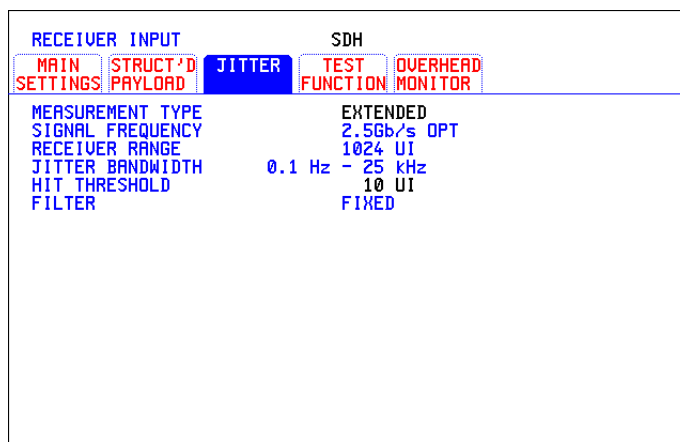 RECEIVER INPUT SDH
MAIN SETTINGS STRUCT'D PAYLOAD JITTER TEST FUNCTION OVERHEAD MONITOR
MEASUREMENT TYPE EXTENDED
SIGNAL FREQUENCY 2.5Gb/s OPT
RECEIVER RANGE 1024 UI
JITTER BANDWIDTH 0.1 Hz - 25 kHz
HIT THRESHOLD 10 UI
FILTER FIXED